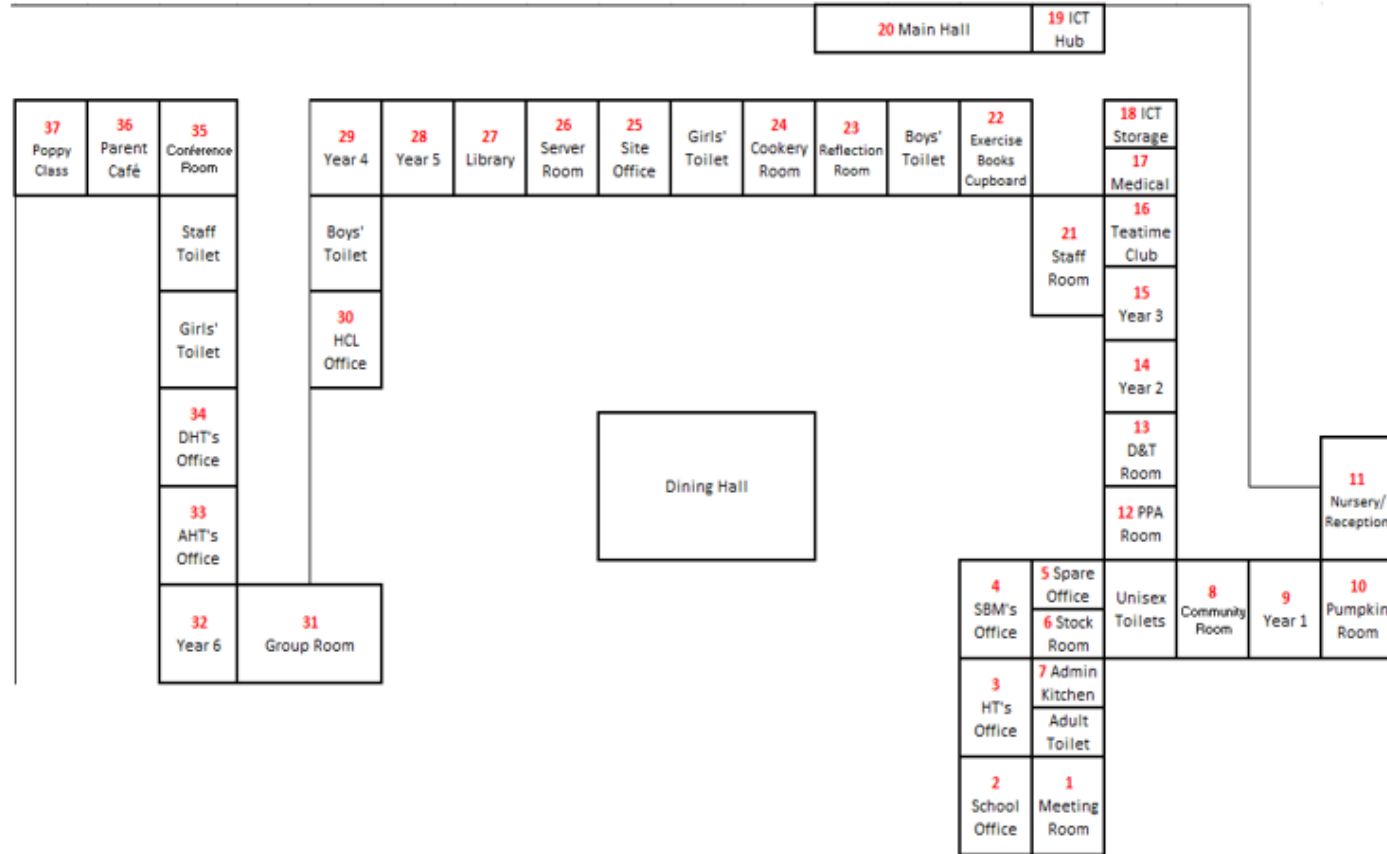 20 Main Hall
19 ICT
Hub
37
Poppy
Class
36
Parent
Café
35
Conference
Room
29
Year 4
28
Year 5
27
Library
26
Server
Room
25
Site
Office
Girls'
Toilet
24
Cookery
Room
23
Reflection
Room
Boys'
Toilet
22
Exercise
Books
Cupboard
18 ICT
Storage
17
Medical
Staff
Toilet
Boys'
Toilet
21
Staff
Room
16
Teatime
Club
15
Year 3
Girls'
Toilet
30
HCL
Office
14
Year 2
34
DHT's
Office
Dining Hall
13
D&T
Room
11
Nursery/
Reception
33
AHT's
Office
12 PPA
Room
32
Year 6
31
Group Room
4
SBM's
Office
5 Spare
Office
6 Stock
Room
Unisex
Toilets
8
Community
Room
9
Year 1
10
Pumpkin
Room
3
HT's
Office
7 Admin
Kitchen
Adult
Toilet
2
School
Office
1
Meeting
Room